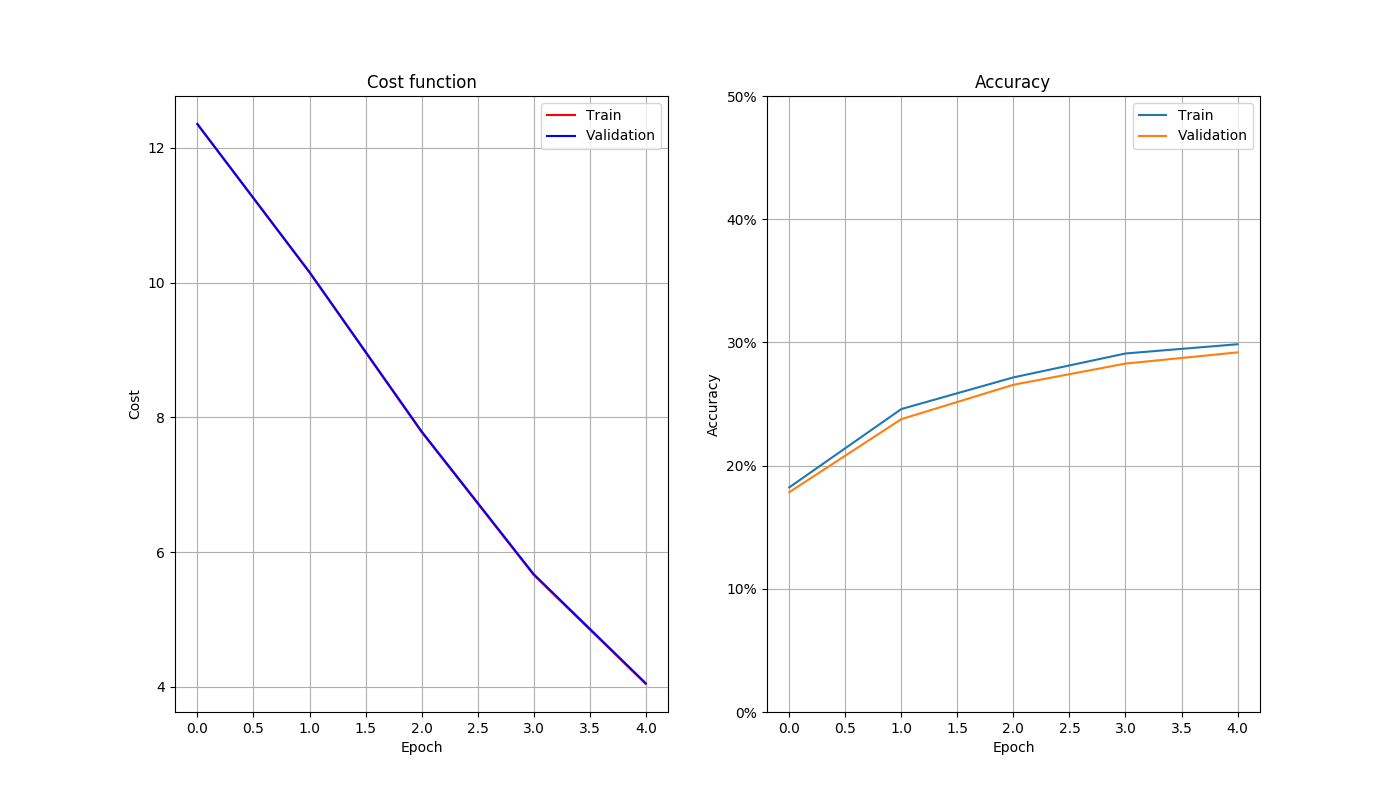 Cost function
Train
Validation
12
10
8
6
4
Cost
0.0 0.5 1.0 1.5 2.0 2.5 3.0 3.5 4.0
Epoch
Accuracy
Train
Validation
50%
40%
30%
20%
10%
0%
Accuracy
0.0 0.5 1.0 1.5 2.0 2.5 3.0 3.5 4.0
Epoch